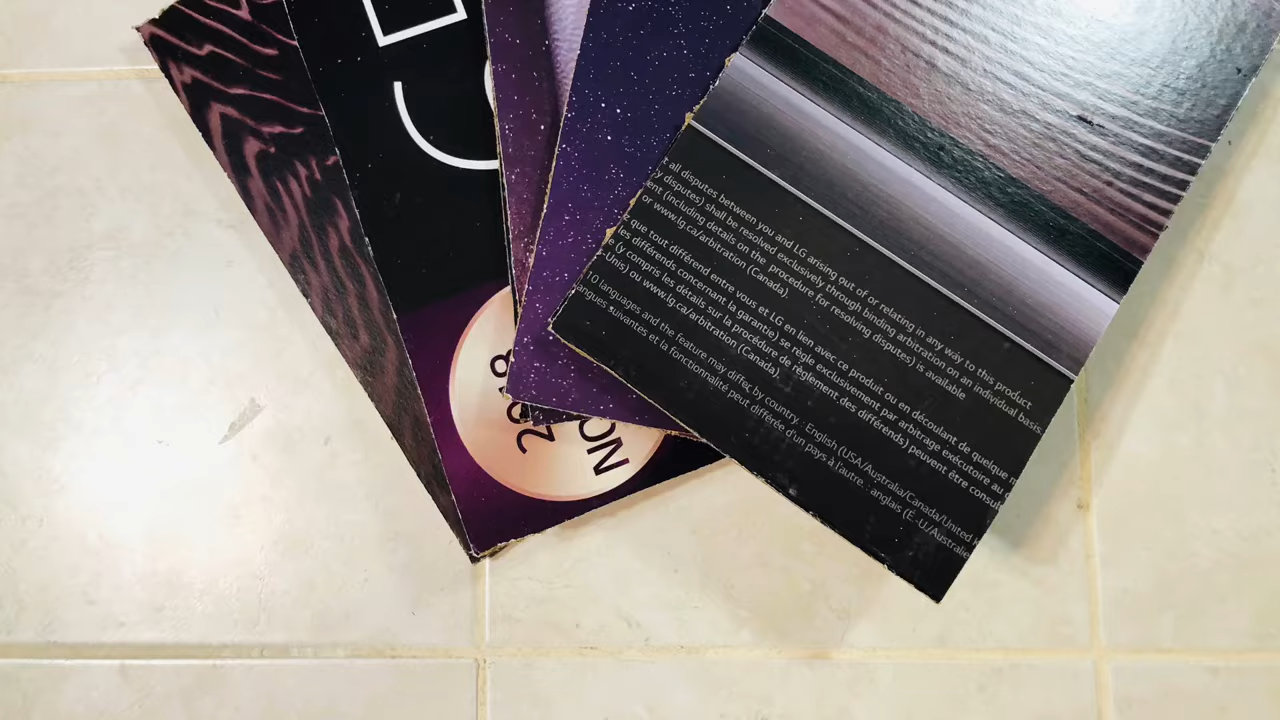 t all disputes between you and LG arising out of or relating in any way to this product
y disputes) shall be resolved exclusively through binding arbitration on an individual basis.
ent (including details on the procedure for resolving disputes) is available
or www.lg.ca/arbitration (Canada).
que tout différend entre vous et LG en lien avec ce produit ou en découlant de quelque
les différends concernant la garantie) se règle exclusivement par arbitrage exécutoire au
e (y compris les détails sur la procédure de règlement des différends) peuvent être consul
-Unis) ou www.lg.ca/arbitration (Canada).
10 languages and the feature may differ by country. : English (USA/Australia/Canada/United K
angues suivantes et la fonctionnalité peut différée d'un pays à l'autre. : anglais (É.-U./Australie
ON